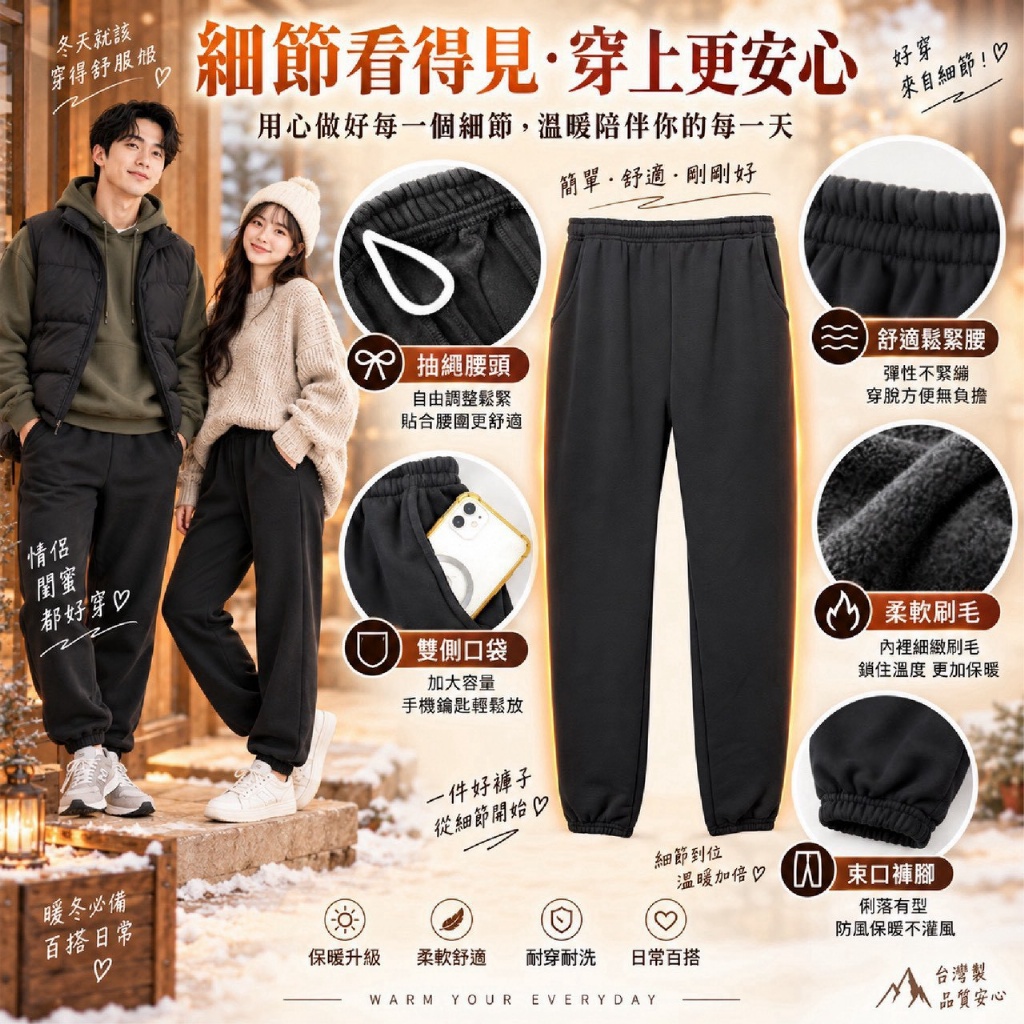 冬天就該
穿得舒服
細節看得見·穿上更安心
好穿
來自細節!
用心做好每一個細節,溫暖陪伴你的每一天
簡單·舒適·剛剛好
抽繩腰頭
自由調整鬆緊
貼合腰圍更舒適
舒適鬆緊腰
彈性不緊繃
穿脫方便無負擔
情侶
閨蜜
都好穿
雙側口袋
加大容量
手機鑰匙輕鬆放
柔軟刷毛
內裡細緻刷毛
鎖住溫度 更加保暖
一件好褲子
從細節開始
細節到位
溫暖加倍
束口褲腳
俐落有型
防風保暖不灌風
暖冬必備
百搭日常
保暖升級
柔軟舒適
耐穿耐洗
日常百搭
WARM YOUR EVERYDAY
台灣製
品質安心